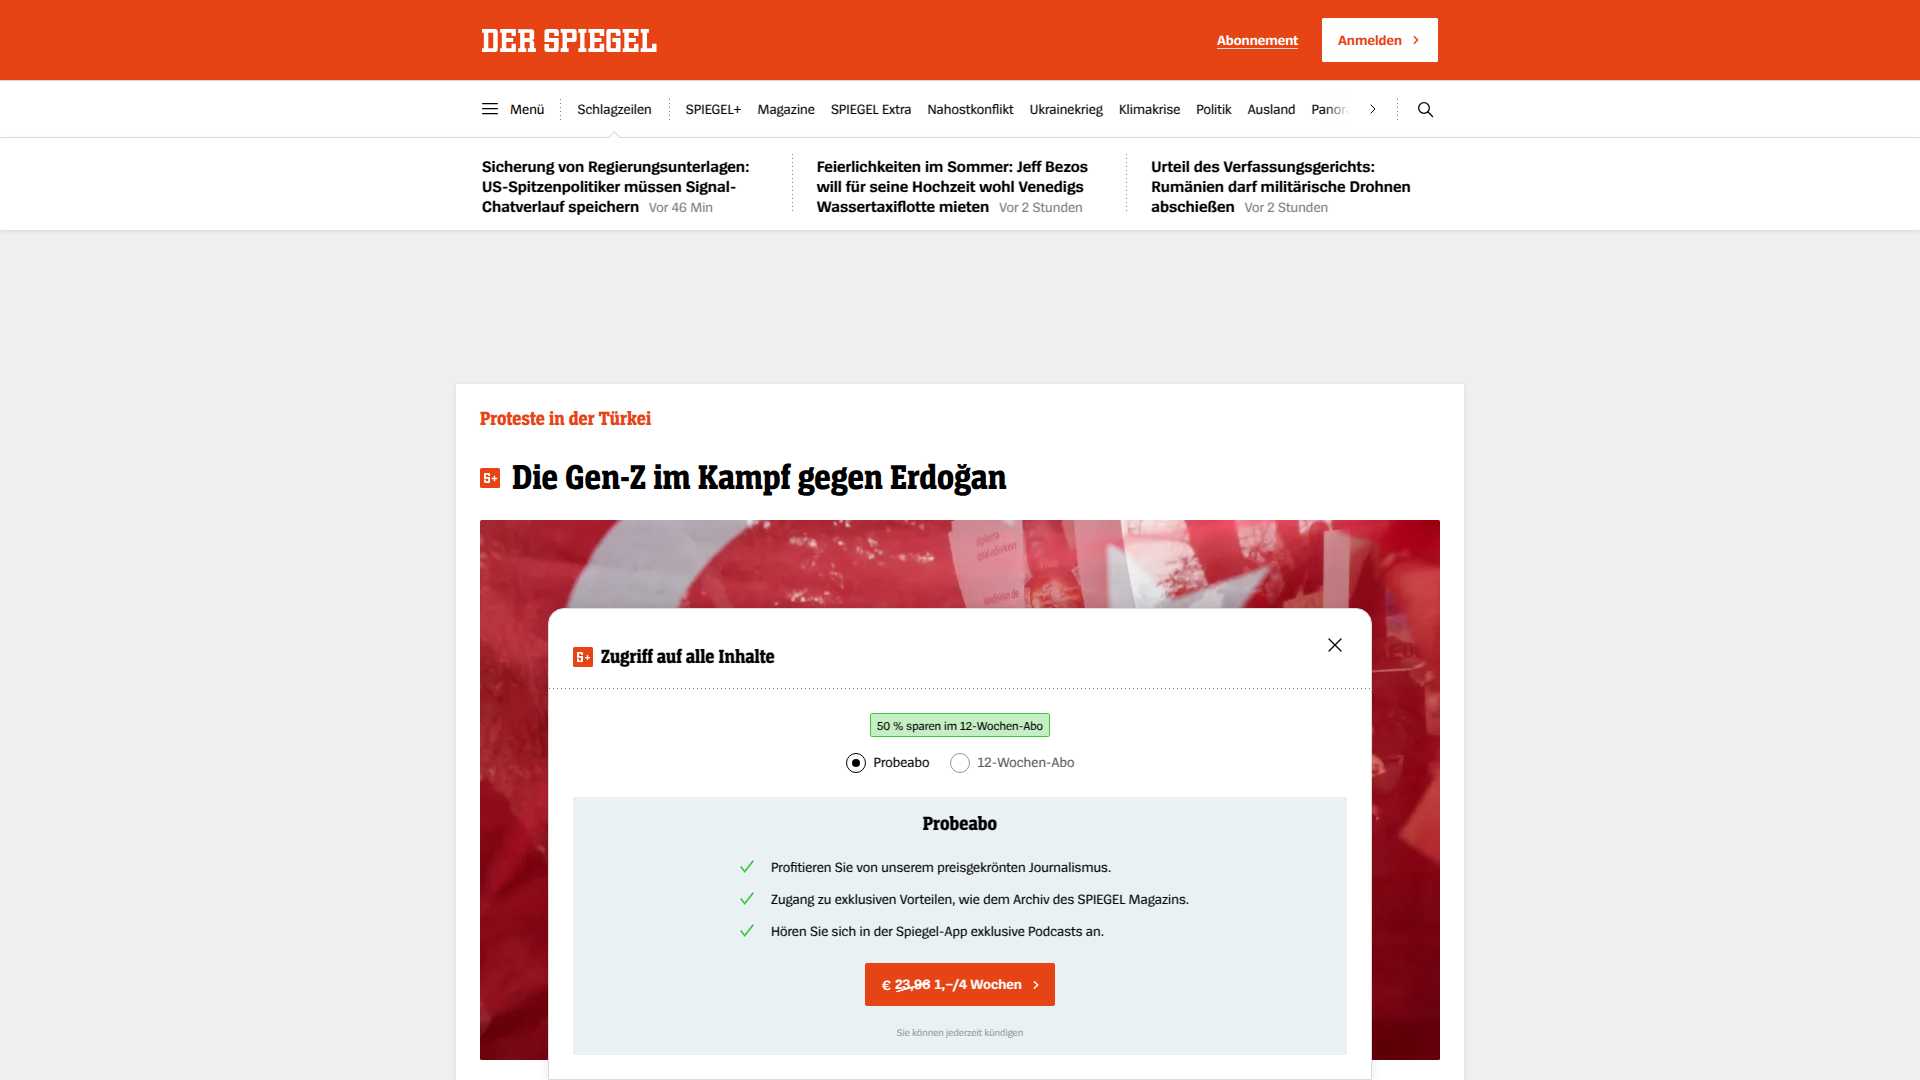 DER SPIEGEL
Abonnement
Anmelden
Menü
Schlagzeilen
SPIEGEL+
Magazine
SPIEGEL Extra
Nahostkonflikt
Ukrainekrieg
Klimakrise
Politik
Ausland
Sicherung von Regierungsunterlagen:
US-Spitzenpolitiker müssen Signal-
Chatverlauf speichern Vor 46 Min
Feierlichkeiten im Sommer: Jeff Bezos
will für seine Hochzeit wohl Venedigs
Wassertaxiflotte mieten Vor 2 Stunden
Urteil des Verfassungsgerichts:
Rumänien darf militärische Drohnen
abschießen Vor 2 Stunden
Proteste in der Türkei
S+ Die Gen-Z im Kampf gegen Erdoğan
S+ Zugriff auf alle Inhalte
50 % sparen im 12-Wochen-Abo
Probeabo
12-Wochen-Abo
Probeabo
Profitieren Sie von unserem preisgekrönten Journalismus.
Zugang zu exklusiven Vorteilen, wie dem Archiv des SPIEGEL Magazins.
Hören Sie sich in der Spiegel-App exklusive Podcasts an.
€ 23,96 1,–/4 Wochen
Sie können jederzeit kündigen